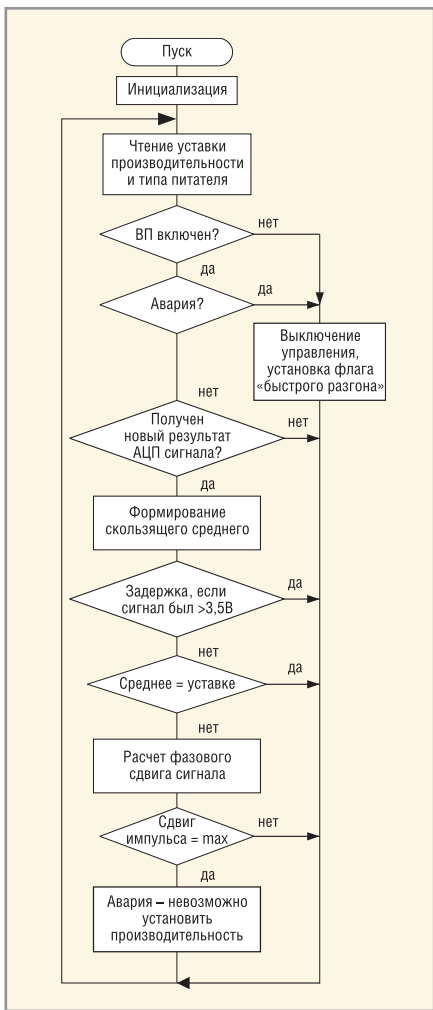 Пуск
Инициализация
Чтение уставки
производительности
и типа питателя
ВП включен?
нет
да
Авария?
да
Выключение
управления,
установка флага
«быстрого разгона»
нет
Получен
новый результат
АЦП сигнала?
нет
да
Формирование
скользящего среднего
Задержка, если
сигнал был >3,5В
да
нет
Среднее = уставке
да
нет
Расчет фазового
сдвига сигнала
Сдвиг
импульса = max
нет
да
Авария – невозможно
установить
производительность